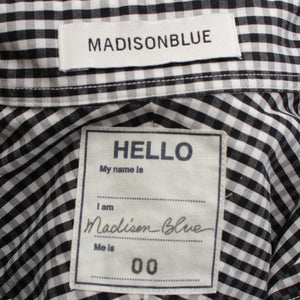 MADISONBLUE
HELLO
My name is
I am
Madison Blue
Me is
00